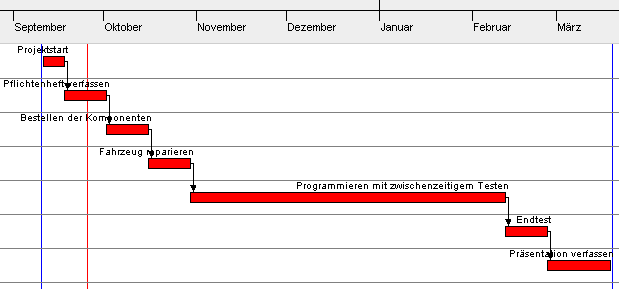 September Oktober November Dezember Januar Februar März
Projektstart
Pflichtenheft verfassen
Bestellen der Komponenten
Fahrzeug reparieren
Programmieren mit zwischenzeitigem Testen
Endtest
Präsentation verfassen